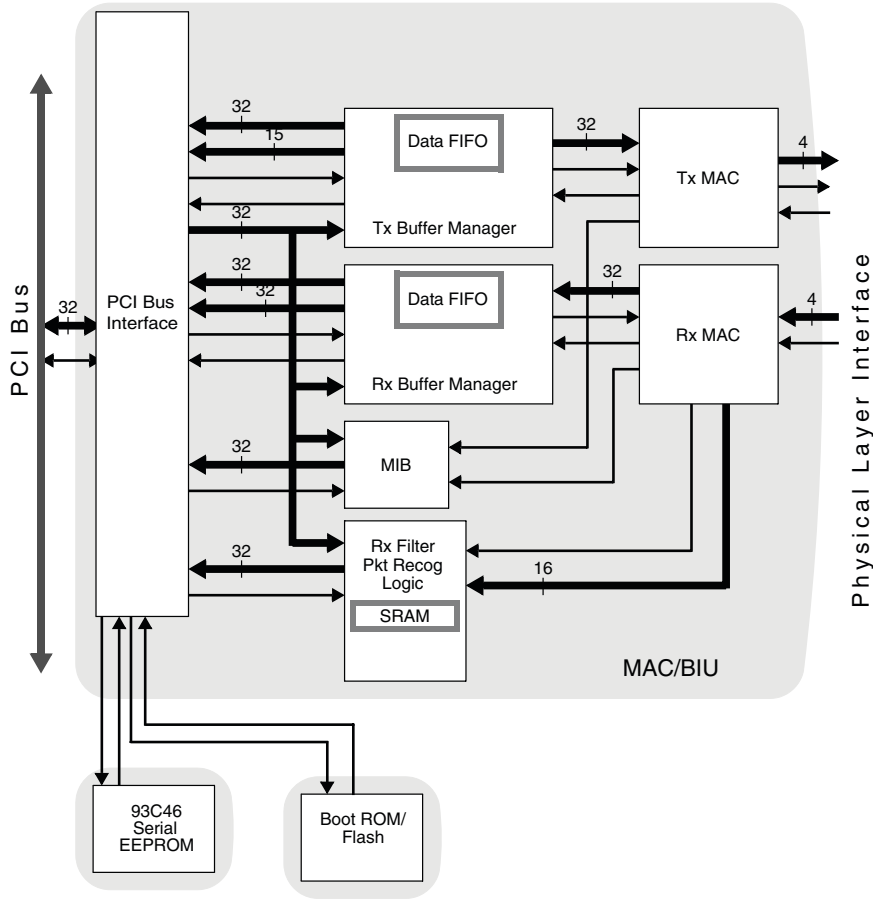 32
15
Data FIFO
32
Tx MAC
4
Tx Buffer Manager
32
PCI Bus
32
PCI Bus
Interface
32
32
Data FIFO
32
Rx MAC
4
Rx Buffer Manager
Physical Layer Interface
32
MIB
32
Rx Filter
Pkt Recog
Logic
SRAM
16
MAC/BIU
93C46
Serial
EEPROM
Boot ROM/
Flash